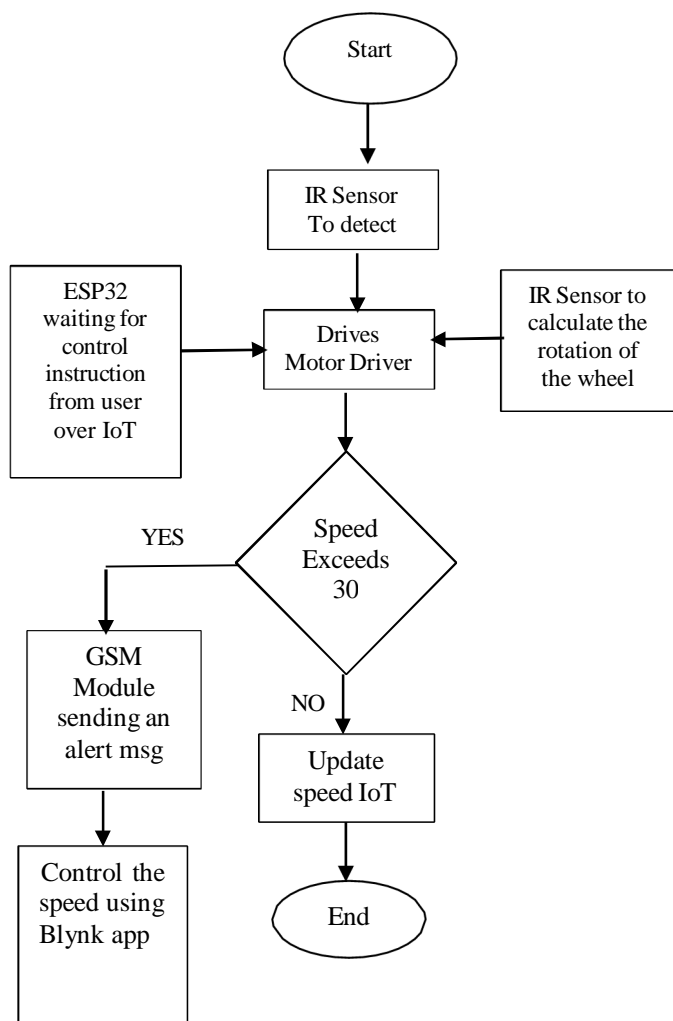 Start
IR Sensor
To detect
ESP32
waiting for
control
instruction
from user
over IoT
Drives
Motor Driver
IR Sensor to
calculate the
rotation of
the wheel
YES
Speed
Exceeds
30
GSM
Module
sending an
alert msg
NO
Update
speed IoT
Control the
speed using
Blynk app
End